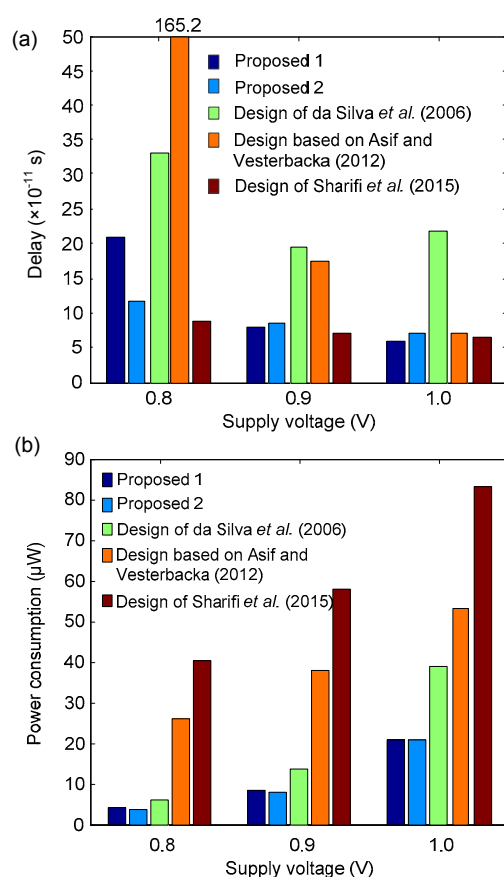 (a)
165.2
50
45
40
35
30
25
20
15
10
5
0
Delay (×10⁻¹¹ s)
Proposed 1
Proposed 2
Design of da Silva et al. (2006)
Design based on Asif and
Vesterbacka (2012)
Design of Sharifi et al. (2015)
0.8 0.9 1.0
Supply voltage (V)
(b)
90
80
70
60
50
40
30
20
10
0
Power consumption (μW)
Proposed 1
Proposed 2
Design of da Silva et al. (2006)
Design based on Asif and
Vesterbacka (2012)
Design of Sharifi et al. (2015)
0.8 0.9 1.0
Supply voltage (V)